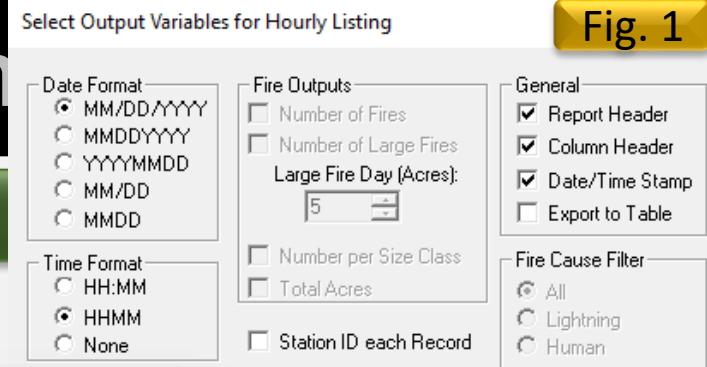 Select Output Variables for Hourly Listing
Fig. 1
Date Format
MM/DD/YYYY
MMDDYYYY
YYYYMMDD
MM/DD
MMDD
Time Format
HH:MM
HHMM
None
Fire Outputs
Number of Fires
Number of Large Fires
Large Fire Day (Acres):
5
Number per Size Class
Total Acres
Station ID each Record
General
Report Header
Column Header
Date/Time Stamp
Export to Table
Fire Cause Filter
All
Lightning
Human